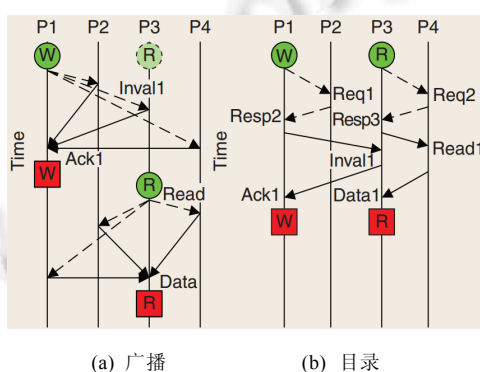 P1 P2 P3 P4
W R
Inval1
Time
Ack1
W
R Read
Data
R
P1 P2 P3 P4
W R
Req1 Req2
Resp2 Resp3
Time
Read1
Inval1
Ack1 Data1
W R
(a) 广播 (b) 目录